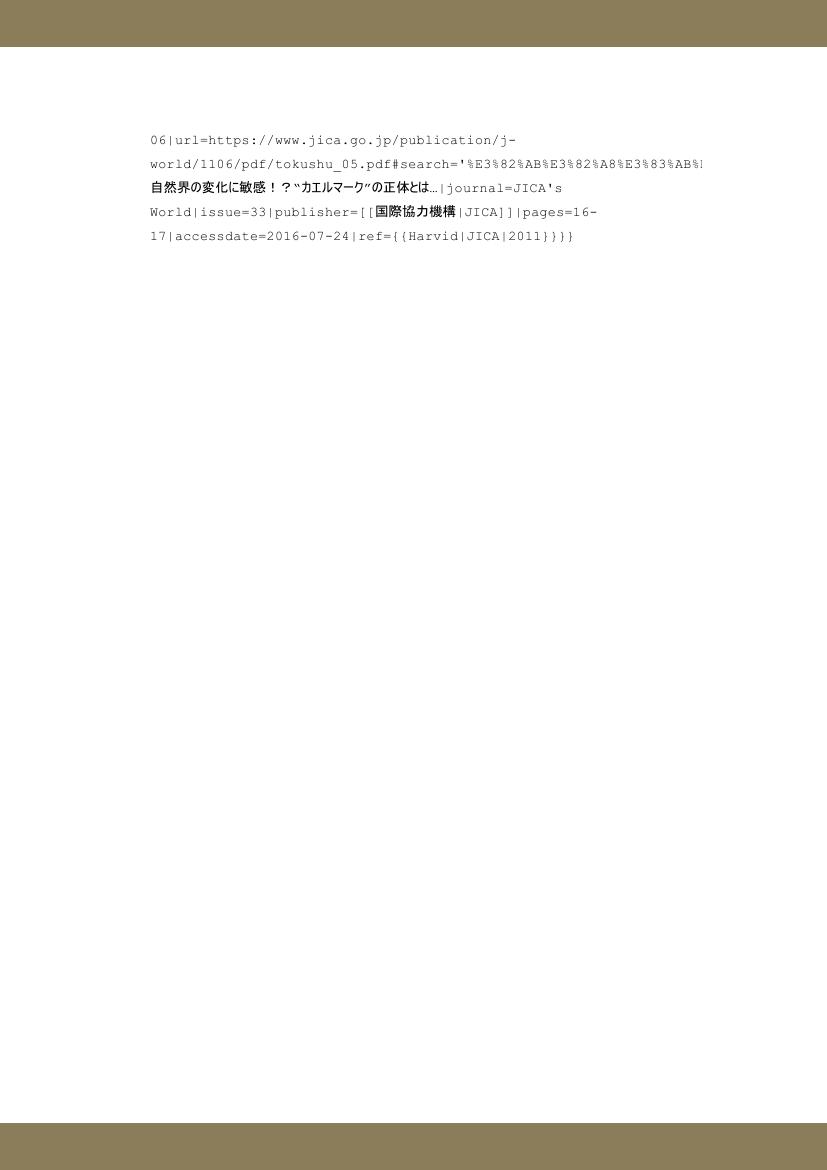 06|url=https://www.jica.go.jp/publication/j-
world/1106/pdf/tokushu_05.pdf#search='%E3%82%AB%E3%82%A8%E3%83%AB%
自然界の変化に敏感！？“カエルマーク”の正体とは…|journal=JICA's
World|issue=33|publisher=[[国際協力機構|JICA]]|pages=16-
17|accessdate=2016-07-24|ref={{Harvid|JICA|2011}}}}